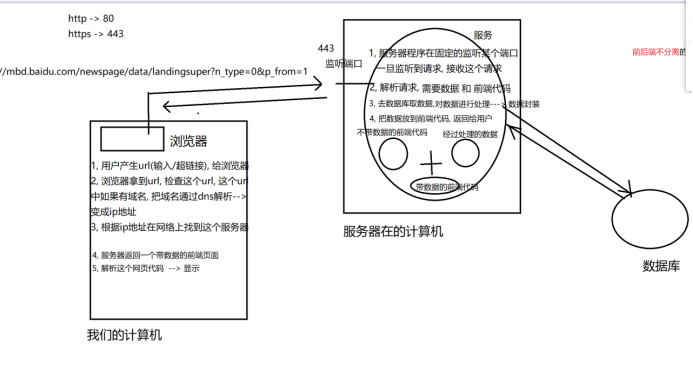 http -> 80
https -> 443
//mbd.baidu.com/newspage/data/landingsuper?n_type=0&p_from=1
443
监听端口
服务
1, 服务器程序在固定的监听某个端口
一旦监听到请求, 接收这个请求
2, 解析请求, 需要数据 和 前端代码
3, 去数据库取数据,对数据进行处理---> 数据封装
4, 把数据放到前端代码, 返回给用户
不带数据的前端代码
经过处理的数据
带数据的前端代码
服务器在的计算机
前后端不分离的
数据库
浏览器
1, 用户产生url(输入/超链接), 给浏览器
2, 浏览器拿到url, 检查这个url, 这个url
中如果有域名, 把域名通过dns解析-->
变成ip地址
3, 根据ip地址在网络上找到这个服务器
4, 服务器返回一个带数据的前端页面
5, 解析这个网页代码 --> 显示
我们的计算机